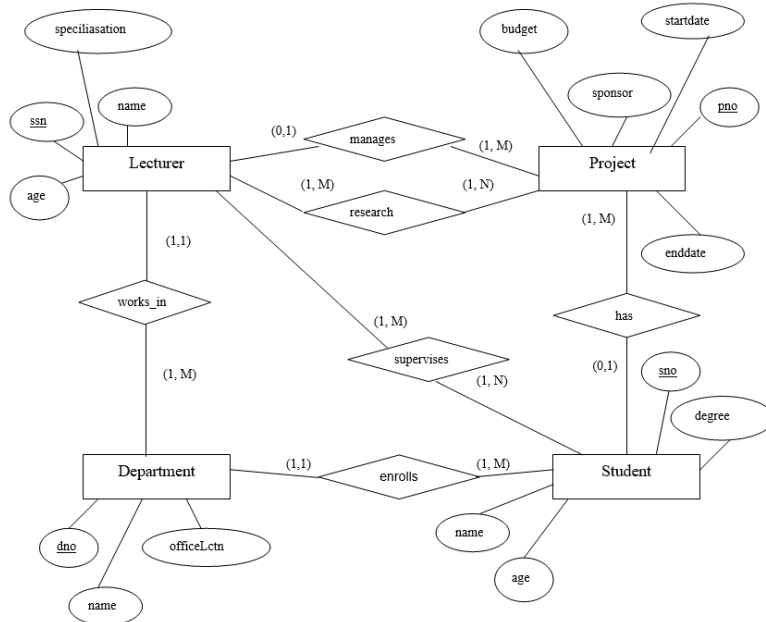 speciliasation
budget
startdate
sponsor
name
ssn
pno
(0,1)
manages
(1, M)
Lecturer
Project
age
(1, M)
research
(1, N)
(1,1)
(1, M)
enddate
works_in
has
(1, M)
supervises
(1, M)
(1, N)
(0,1)
sno
degree
Department
(1,1)
enrolls
(1, M)
Student
name
dno
officeLctn
age
name